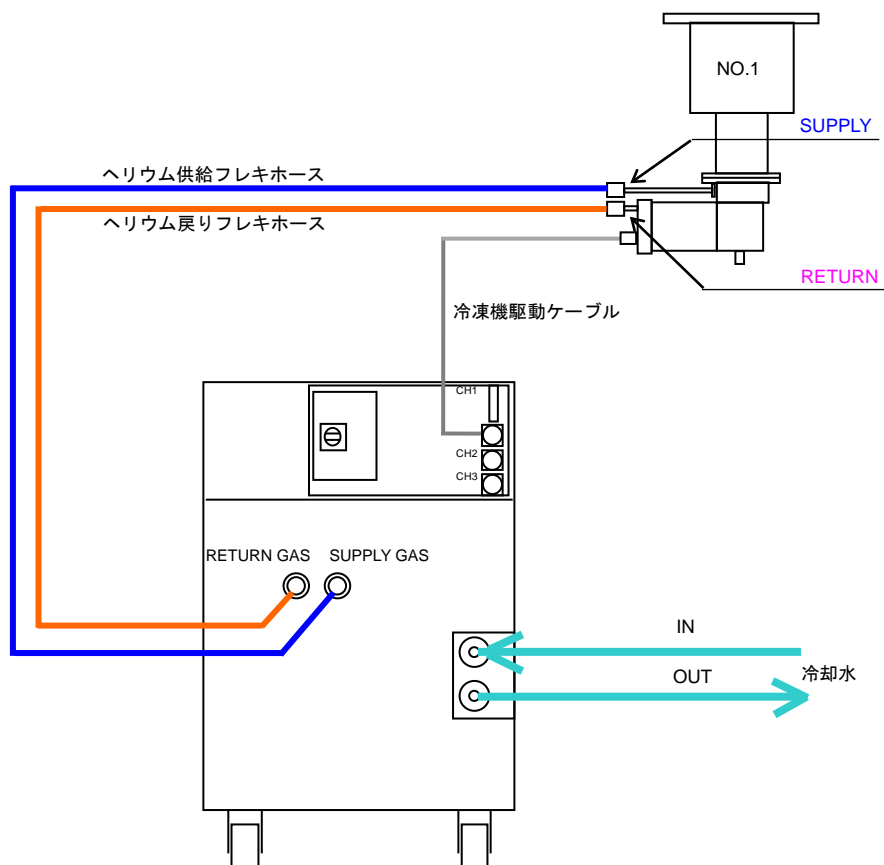 NO.1
SUPPLY
ヘリウム供給フレキホース
ヘリウム戻りフレキホース
RETURN
冷凍機駆動ケーブル
CH1
CH2
CH3
RETURN GAS
SUPPLY GAS
IN
OUT
冷却水